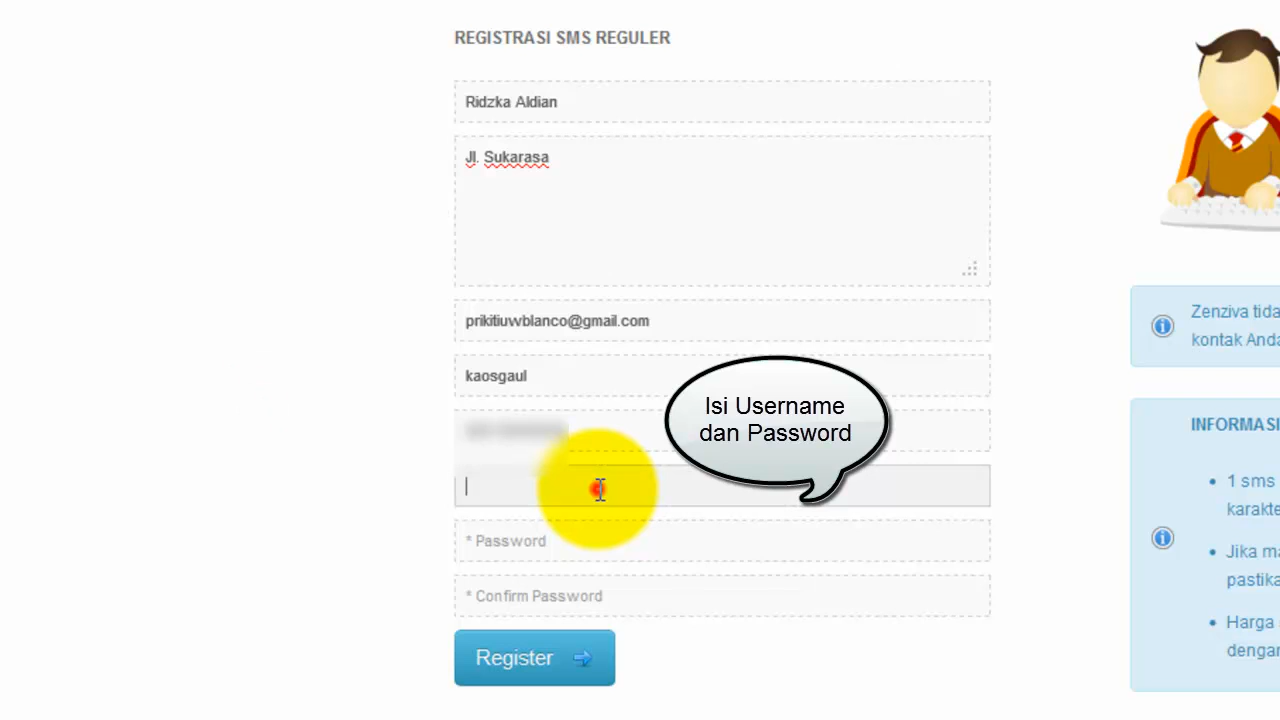 REGISTRASI SMS REGULER
Ridzka Aldian
Jl. Sukarasa
prikitiuvvblanco@gmail.com
kaosgaul
Isi Username
dan Password
* Password
* Confirm Password
Register
Zenziva tida
kontak Anda
INFORMASI
• 1 sms
karakte
• Jika ma
pastika
• Harga
dengan